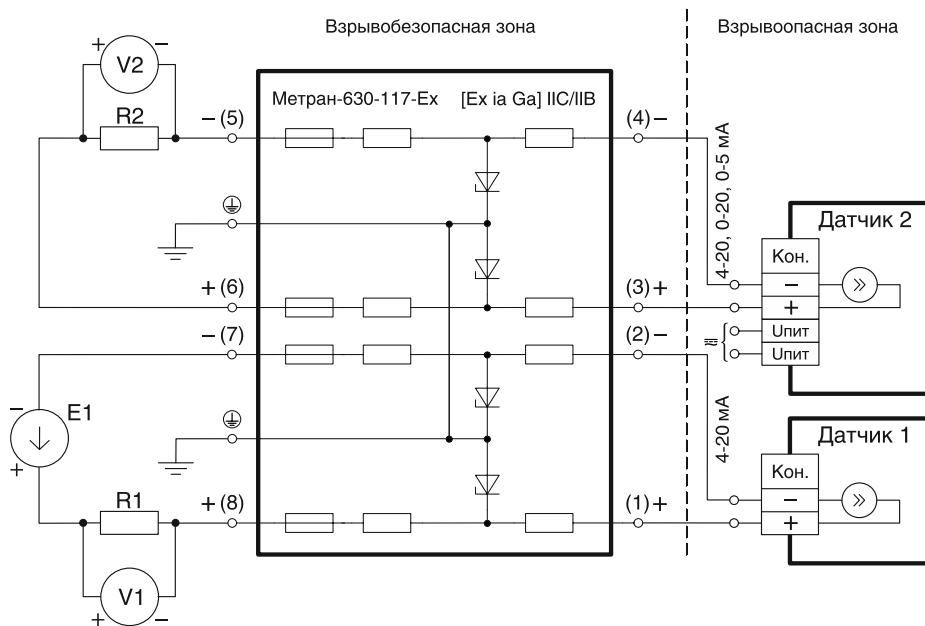 Взрывобезопасная зона
Взрывоопасная зона
+ V2 −
R2
Метран-630-117-Ex [Ex ia Ga] IIC/IIB
− (5)
(4) −
4-20, 0-20, 0-5 мА
Датчик 2
Кон.
−
+
Uпит
Uпит
+ (6)
(3) +
− (7)
(2) −
−
E1
+
4-20 мА
Датчик 1
Кон.
−
+
R1
+ (8)
(1) +
+ V1 −